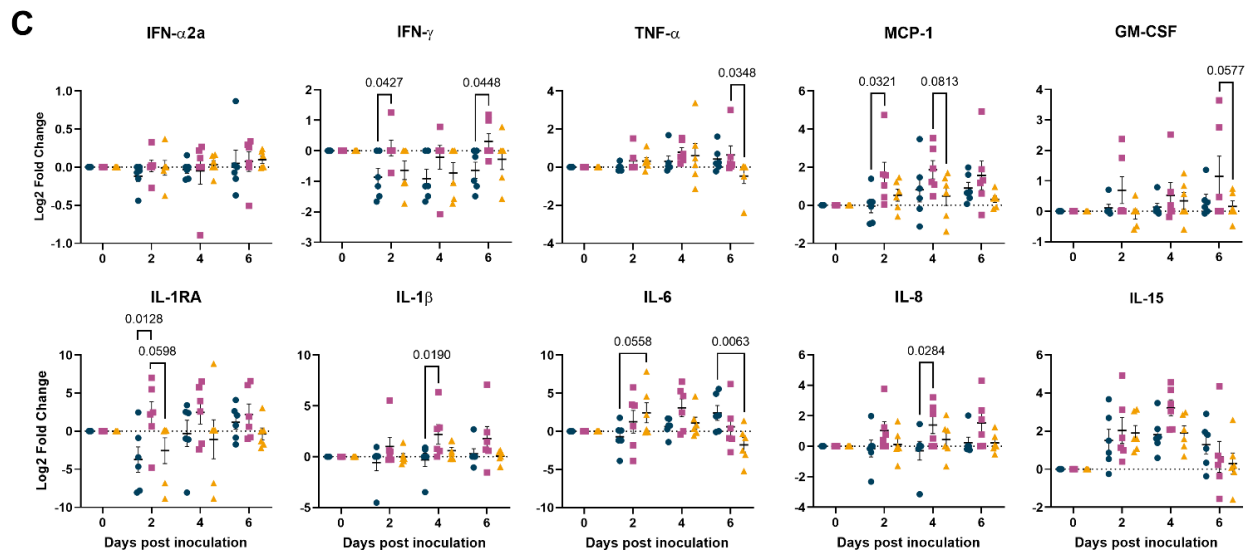 C
IFN-α2a
IFN-γ
TNF-α
MCP-1
GM-CSF
Log2 Fold Change
1.0
0.5
0.0
-0.5
-1.0
0 2 4 6
0.0427
0.0448
2
1
0
-1
-2
-3
0 2 4 6
0.0348
4
2
0
-2
-4
0 2 4 6
0.0321
0.0813
6
4
2
0
-2
0 2 4 6
0.0577
4
3
2
1
0
-1
0 2 4 6
IL-1RA
IL-1β
IL-6
IL-8
IL-15
Log2 Fold Change
0.0128
0.0598
10
5
0
-5
-10
0 2 4 6
Days post inoculation
0.0190
10
5
0
-5
0 2 4 6
Days post inoculation
0.0558
0.0063
10
5
0
-5
-10
0 2 4 6
Days post inoculation
0.0284
6
4
2
0
-2
-4
0 2 4 6
Days post inoculation
6
4
2
0
-2
0 2 4 6
Days post inoculation